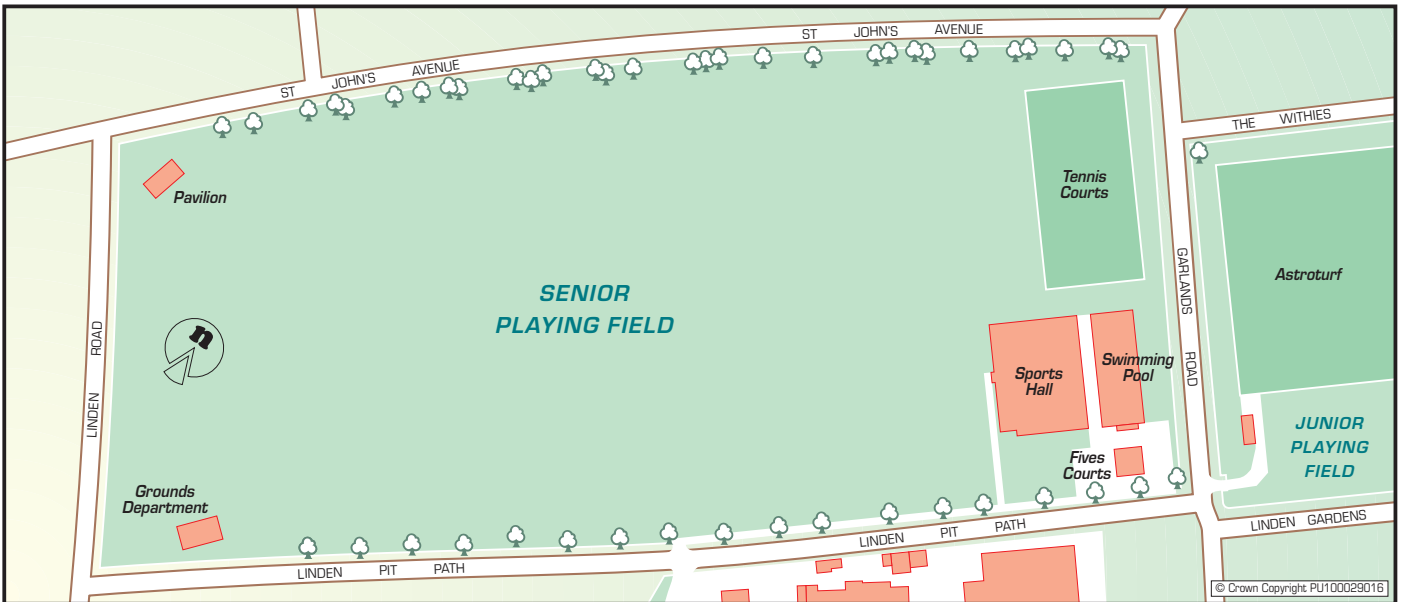 ST JOHN'S AVENUE
ST JOHN'S AVENUE
THE WITHIES
Pavilion
Tennis
Courts
GARLANDS ROAD
Astroturf
SENIOR
PLAYING FIELD
n
LINDEN ROAD
Sports
Hall
Swimming
Pool
JUNIOR
PLAYING
FIELD
Fives
Courts
Grounds
Department
LINDEN PIT PATH
LINDEN PIT PATH
LINDEN GARDENS
© Crown Copyright PU100029016